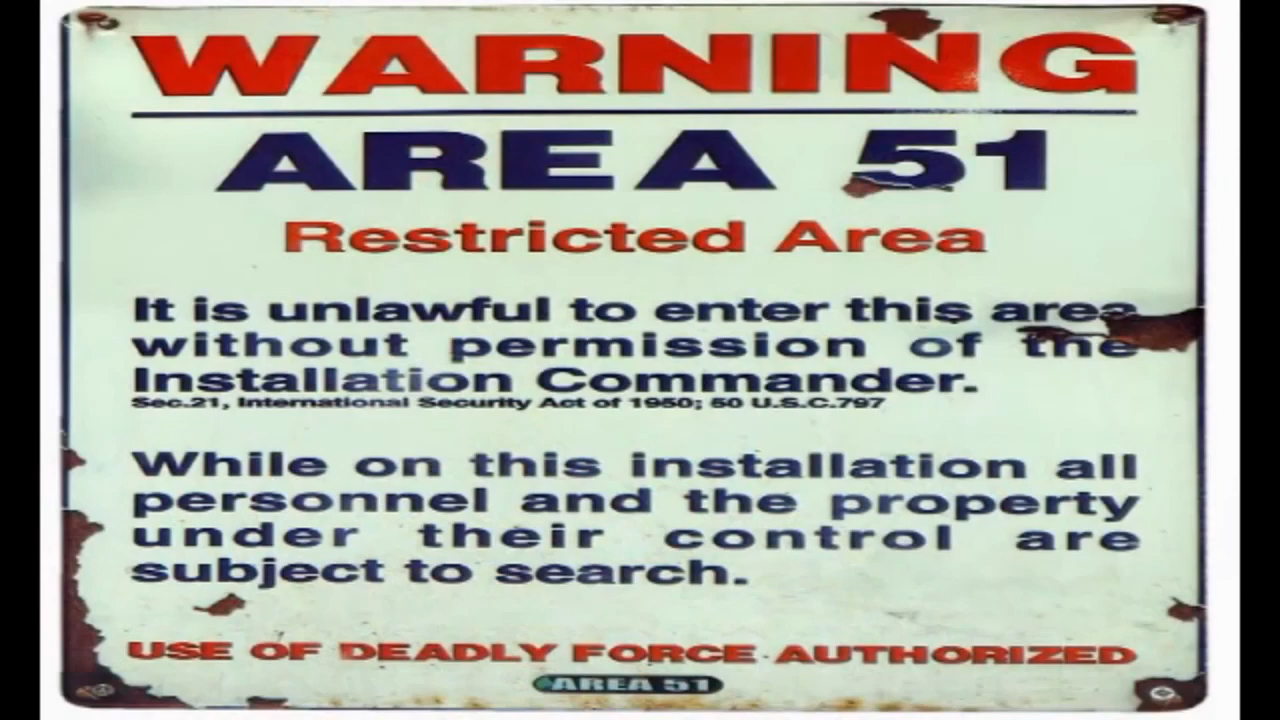 WARNING
AREA 51
Restricted Area
It is unlawful to enter this area
without permission of the
Installation Commander.
Sec.21, International Security Act of 1950; 50 U.S.C.797
While on this installation all
personnel and the property
under their control are
subject to search.
USE OF DEADLY FORCE AUTHORIZED
AREA 51